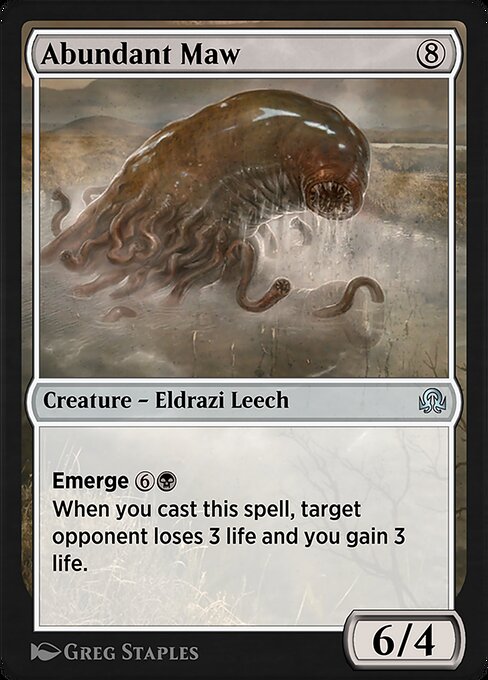 Abundant Maw 8
Creature – Eldrazi Leech
Emerge 6
When you cast this spell, target
opponent loses 3 life and you gain 3
life.
6/4
Greg Staples